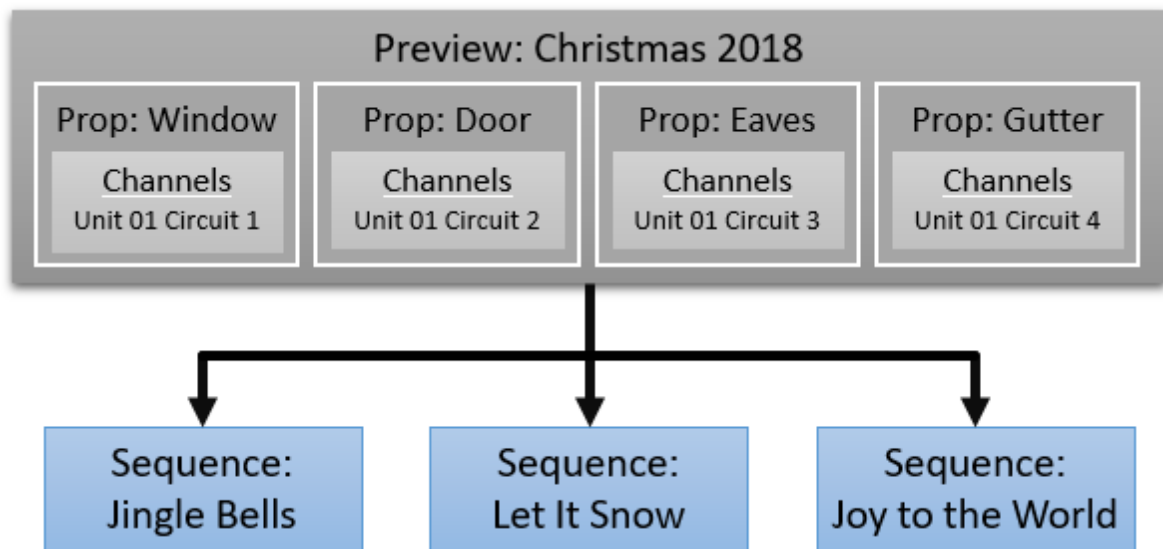 Preview: Christmas 2018
Prop: Window
Channels
Unit 01 Circuit 1
Prop: Door
Channels
Unit 01 Circuit 2
Prop: Eaves
Channels
Unit 01 Circuit 3
Prop: Gutter
Channels
Unit 01 Circuit 4
Sequence:
Jingle Bells
Sequence:
Let It Snow
Sequence:
Joy to the World